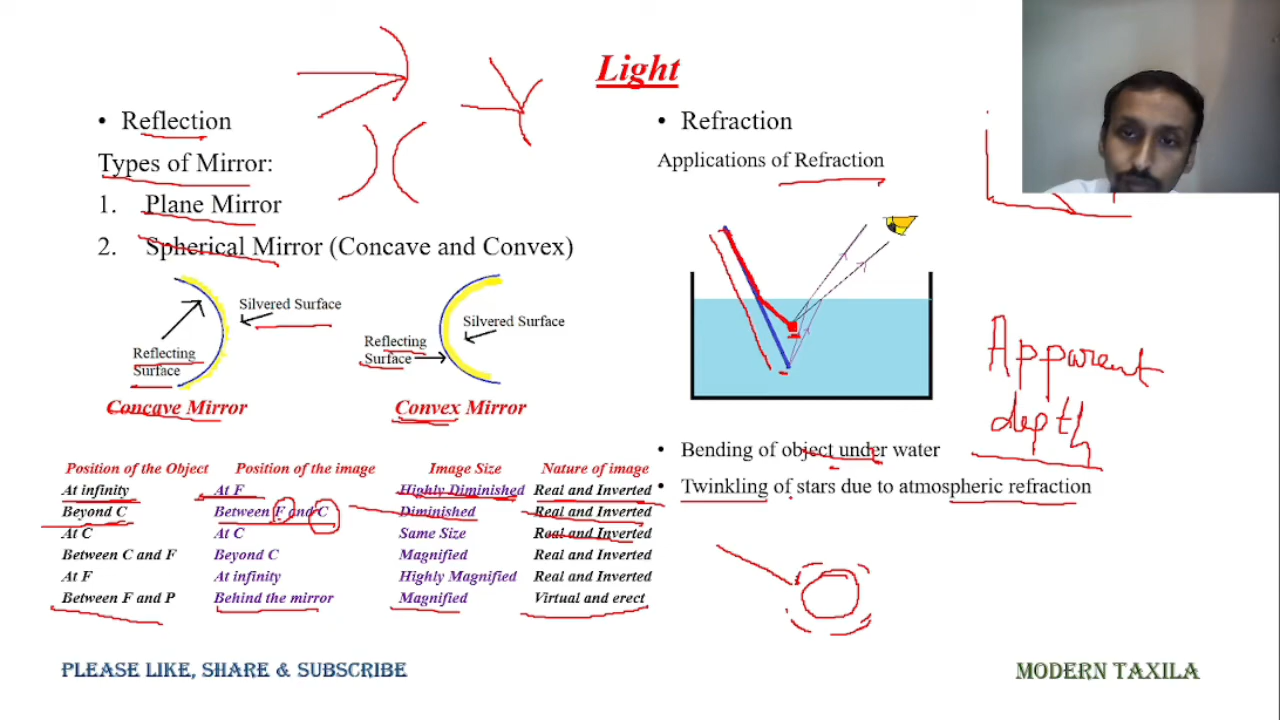 Light
• Reflection
Types of Mirror:
1. Plane Mirror
2. Spherical Mirror (Concave and Convex)
Silvered Surface
Reflecting
Surface
Concave Mirror
Silvered Surface
Reflecting
Surface
Convex Mirror
Position of the Object Position of the image Image Size Nature of image
At infinity At F Highly Diminished Real and Inverted
Beyond C Between F and C Diminished Real and Inverted
At C At C Same Size Real and Inverted
Between C and F Beyond C Magnified Real and Inverted
At F At infinity Highly Magnified Real and Inverted
Between F and P Behind the mirror Magnified Virtual and erect
• Refraction
Applications of Refraction
Apparent
depth
• Bending of object under water
• Twinkling of stars due to atmospheric refraction
PLEASE LIKE, SHARE & SUBSCRIBE
MODERN TAXILA